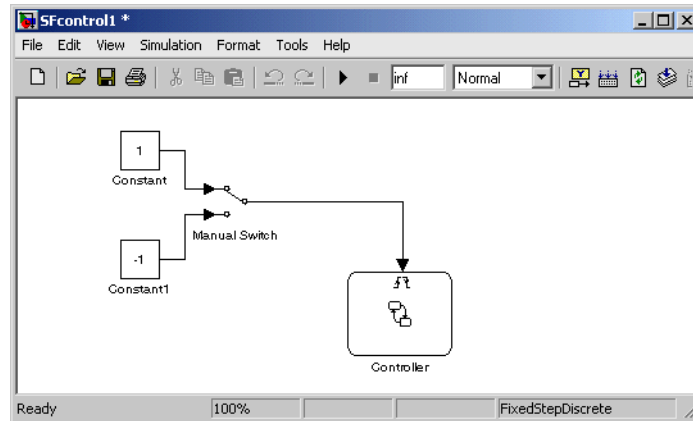 SFcontrol1 *
File Edit View Simulation Format Tools Help
inf Normal
1
Constant
Manual Switch
-1
Constant1
Controller
Ready 100% FixedStepDiscrete